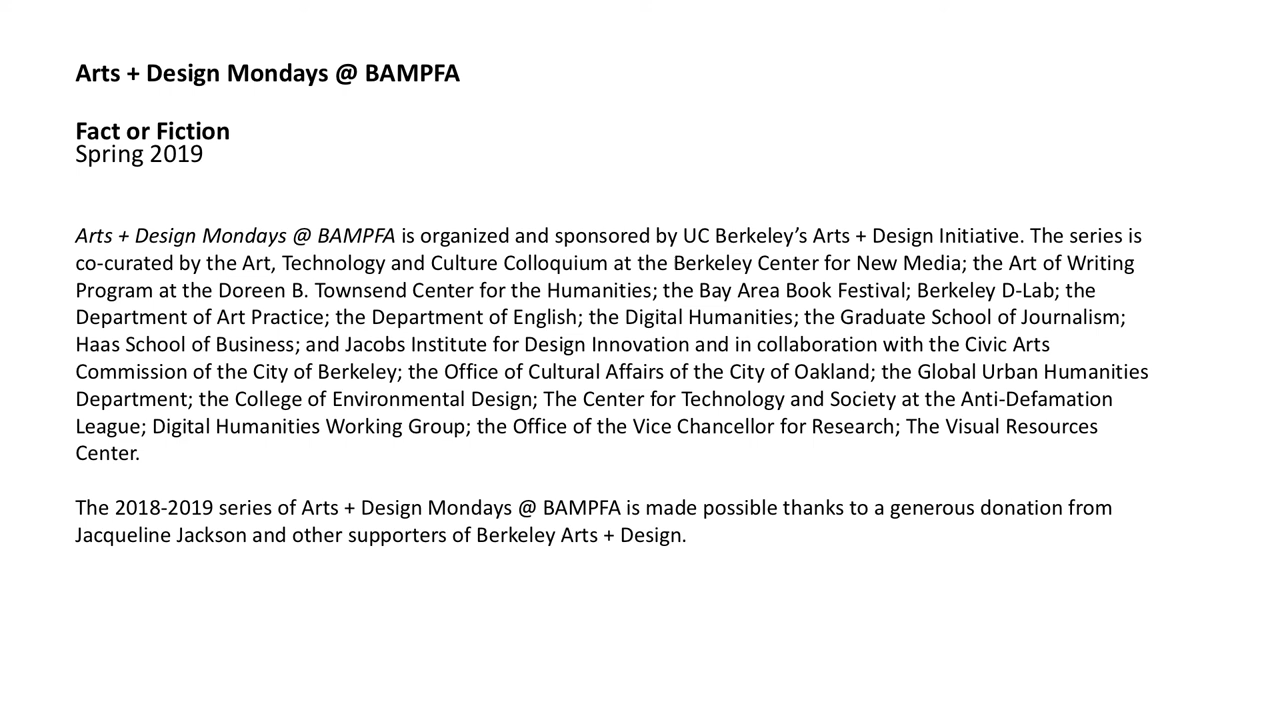 Arts + Design Mondays @ BAMPFA
Fact or Fiction
Spring 2019
Arts + Design Mondays @ BAMPFA is organized and sponsored by UC Berkeley’s Arts + Design Initiative. The series is
co-curated by the Art, Technology and Culture Colloquium at the Berkeley Center for New Media; the Art of Writing
Program at the Doreen B. Townsend Center for the Humanities; the Bay Area Book Festival; Berkeley D-Lab; the
Department of Art Practice; the Department of English; the Digital Humanities; the Graduate School of Journalism;
Haas School of Business; and Jacobs Institute for Design Innovation and in collaboration with the Civic Arts
Commission of the City of Berkeley; the Office of Cultural Affairs of the City of Oakland; the Global Urban Humanities
Department; the College of Environmental Design; The Center for Technology and Society at the Anti-Defamation
League; Digital Humanities Working Group; the Office of the Vice Chancellor for Research; The Visual Resources
Center.
The 2018-2019 series of Arts + Design Mondays @ BAMPFA is made possible thanks to a generous donation from
Jacqueline Jackson and other supporters of Berkeley Arts + Design.